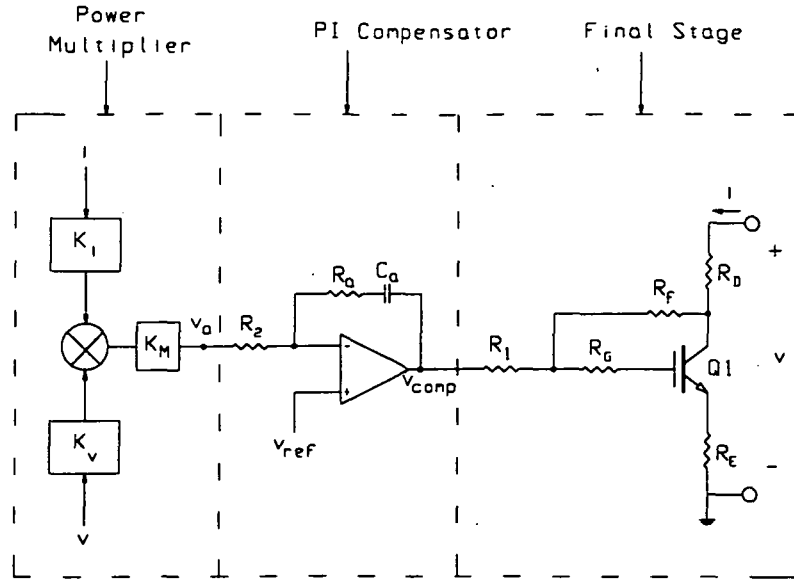 Power
Multiplier
PI Compensator
Final Stage
I
K_I
K_M
v_a
R_2
K_v
v
R_a
C_a
v_comp
v_ref
R_1
R_f
R_G
Q1
I
R_D
+
v
R_E
-
-
+